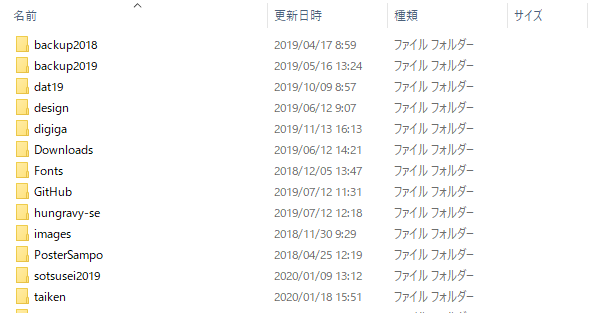 名前 更新日時 種類 サイズ
backup2018 2019/04/17 8:59 ファイル フォルダー
backup2019 2019/05/16 13:24 ファイル フォルダー
dat19 2019/10/09 8:57 ファイル フォルダー
design 2019/06/12 9:07 ファイル フォルダー
digiga 2019/11/13 16:13 ファイル フォルダー
Downloads 2019/06/12 14:21 ファイル フォルダー
Fonts 2018/12/05 13:47 ファイル フォルダー
GitHub 2019/07/12 11:31 ファイル フォルダー
hungravy-se 2019/07/12 12:18 ファイル フォルダー
images 2018/11/30 9:29 ファイル フォルダー
PosterSampo 2018/04/25 12:19 ファイル フォルダー
sotsusei2019 2020/01/09 13:12 ファイル フォルダー
taiken 2020/01/18 15:51 ファイル フォルダー